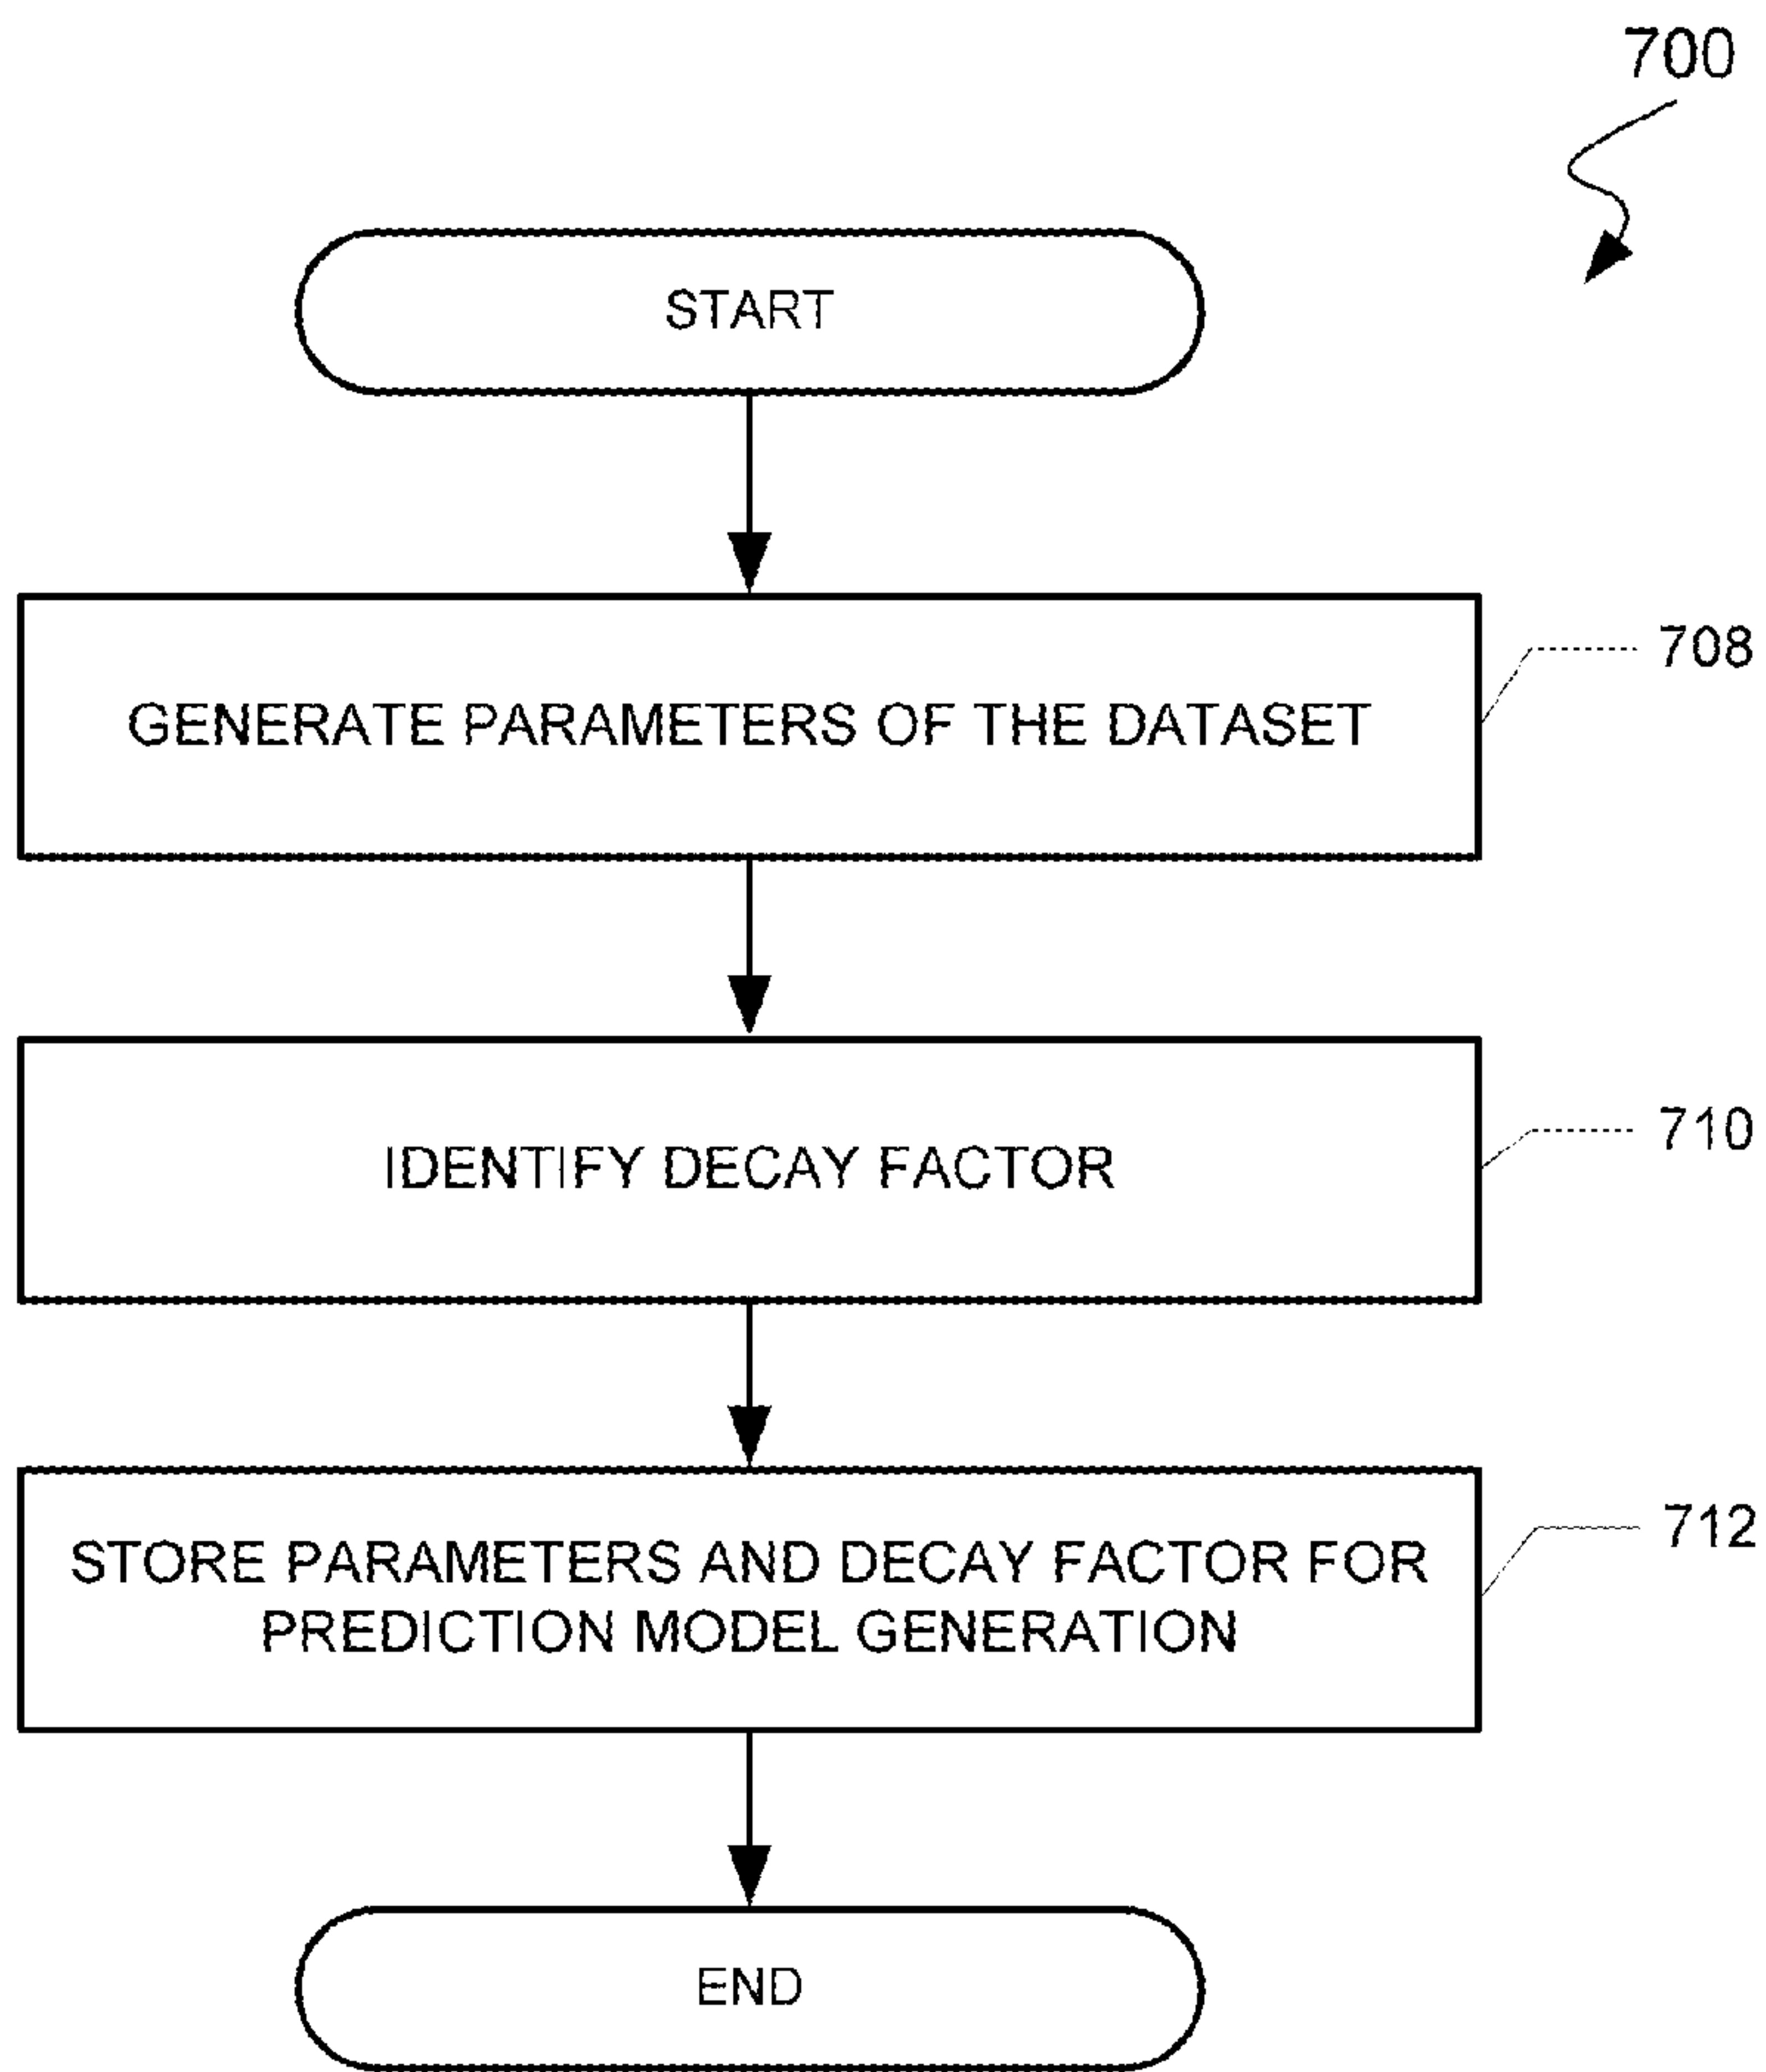 700
START
708
GENERATE PARAMETERS OF THE DATASET
710
IDENTIFY DECAY FACTOR
712
STORE PARAMETERS AND DECAY FACTOR FOR
PREDICTION MODEL GENERATION
END